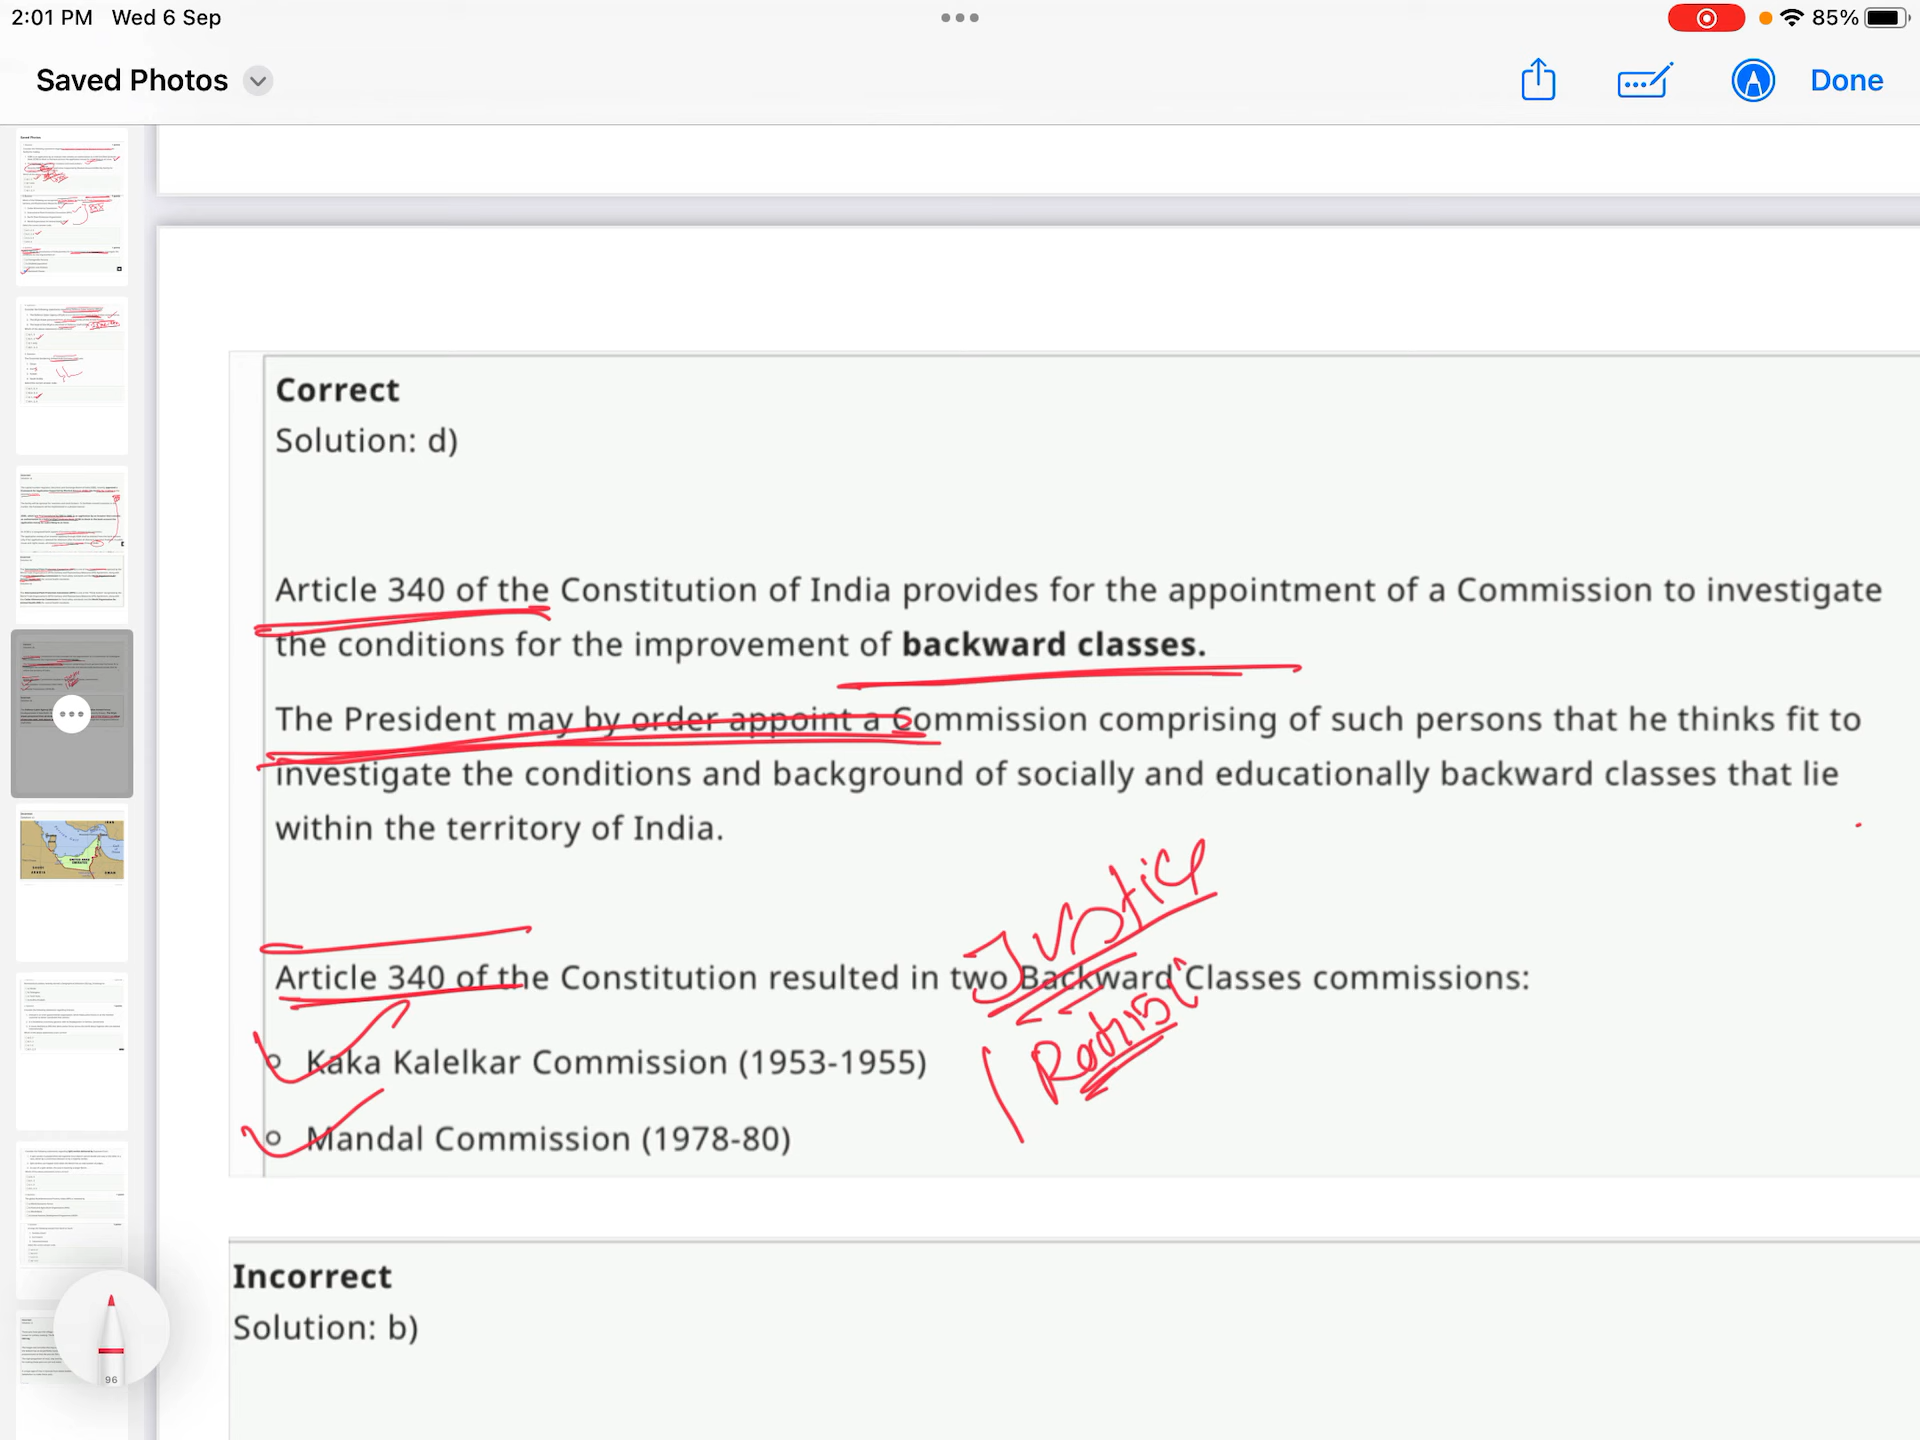 2:01 PM Wed 6 Sep
85%
Saved Photos
Done
Correct
Solution: d)
Article 340 of the Constitution of India provides for the appointment of a Commission to investigate
the conditions for the improvement of backward classes.
The President may by order appoint a Commission comprising of such persons that he thinks fit to
investigate the conditions and background of socially and educationally backward classes that lie
within the territory of India.
Justice
Article 340 of the Constitution resulted in two Backward Classes commissions:
Kaka Kalelkar Commission (1953-1955)
Mandal Commission (1978-80)
Incorrect
Solution: b)
96